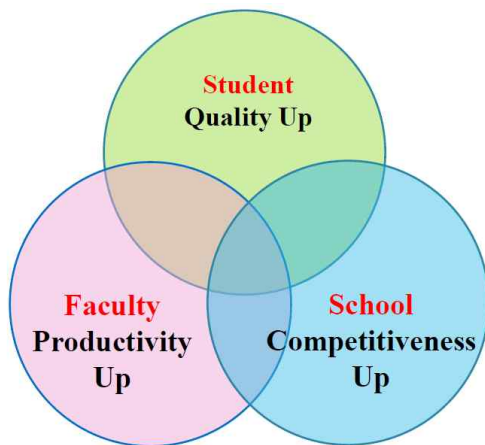 Student
Quality Up
Faculty
Productivity
Up
School
Competitiveness
Up